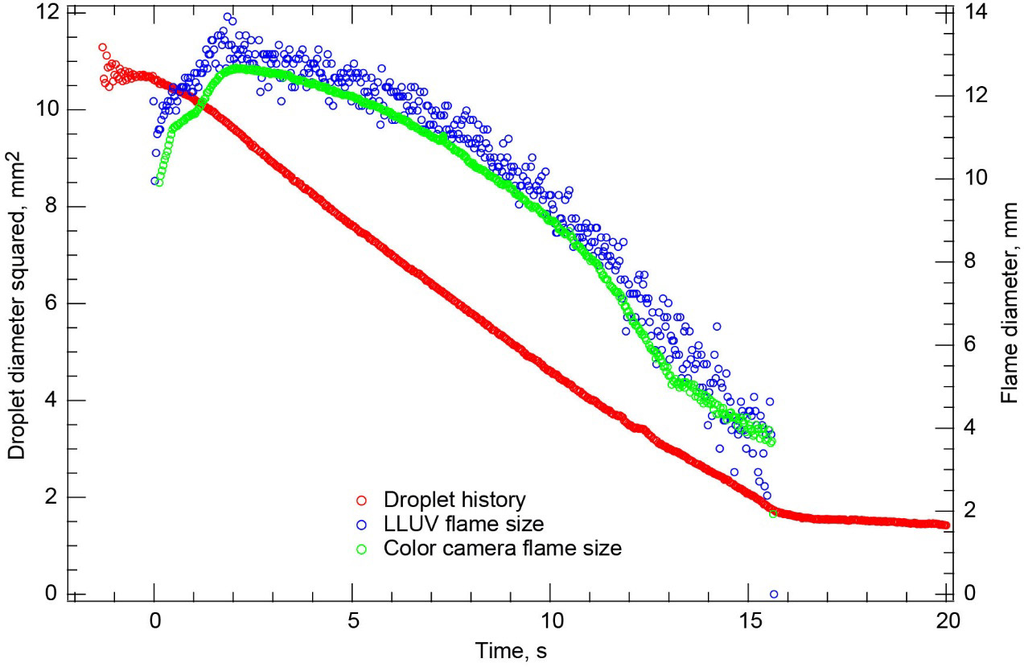 12
10
8
6
4
2
0
Droplet diameter squared, mm2
14
12
10
8
6
4
2
0
Flame diameter, mm
Droplet history
LLUV flame size
Color camera flame size
0 5 10 15 20
Time, s